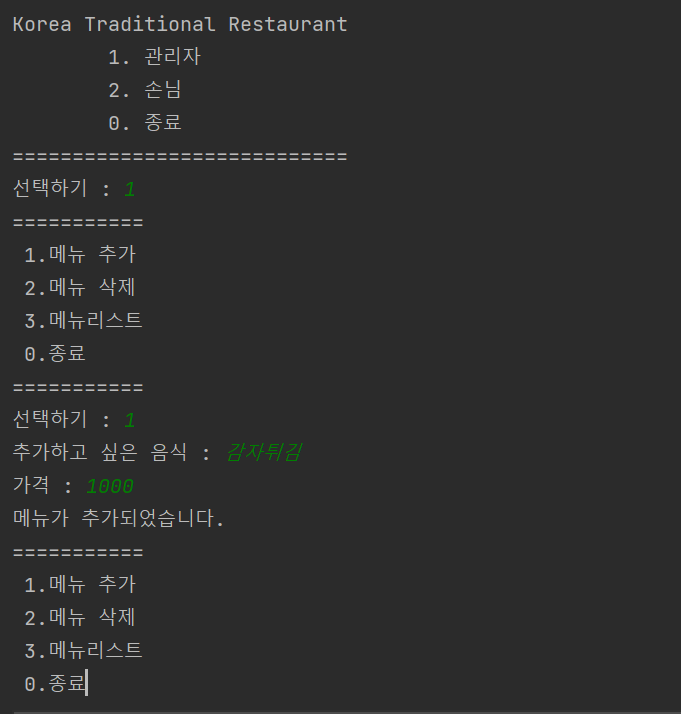 Korea Traditional Restaurant
1. 관리자
2. 손님
0. 종료
============================
선택하기 : 1
===========
1.메뉴 추가
2.메뉴 삭제
3.메뉴리스트
0.종료
===========
선택하기 : 1
추가하고 싶은 음식 : 감자튀김
가격 : 1000
메뉴가 추가되었습니다.
===========
1.메뉴 추가
2.메뉴 삭제
3.메뉴리스트
0.종료